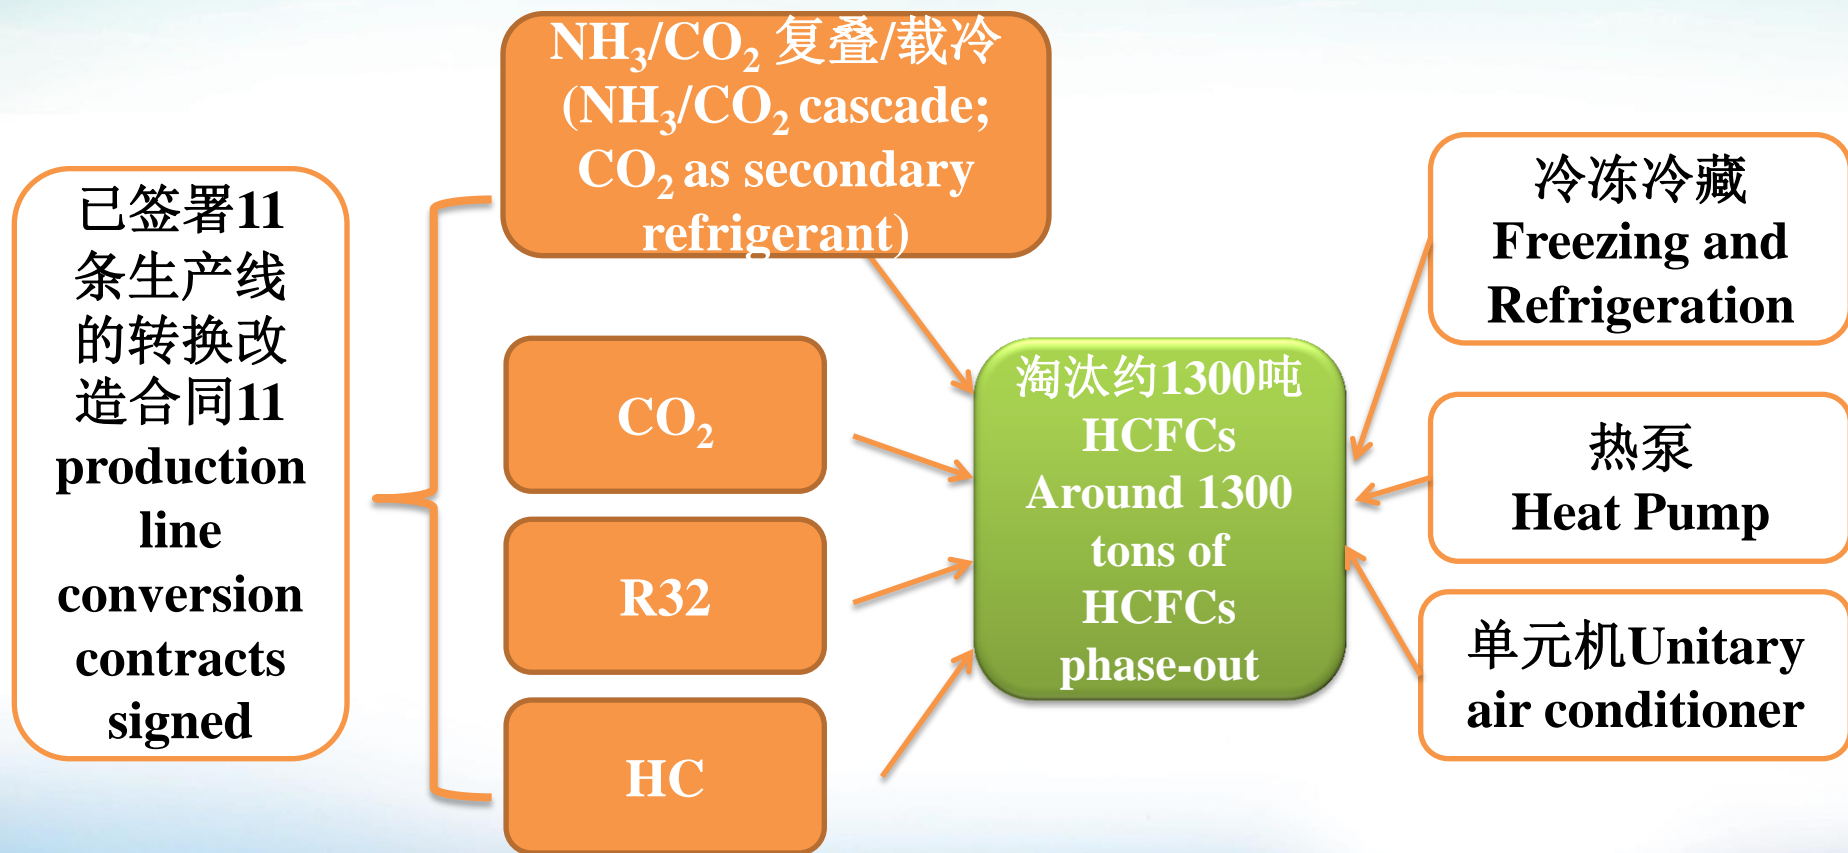 已签署11
条生产线
的转换改
造合同11
production
line
conversion
contracts
signed
NH₃/CO₂ 复叠/载冷
(NH₃/CO₂ cascade;
CO₂ as secondary
refrigerant)
CO₂
R32
HC
淘汰约1300吨
HCFCs
Around 1300
tons of
HCFCs
phase-out
冷冻冷藏
Freezing and
Refrigeration
热泵
Heat Pump
单元机Unitary
air conditioner